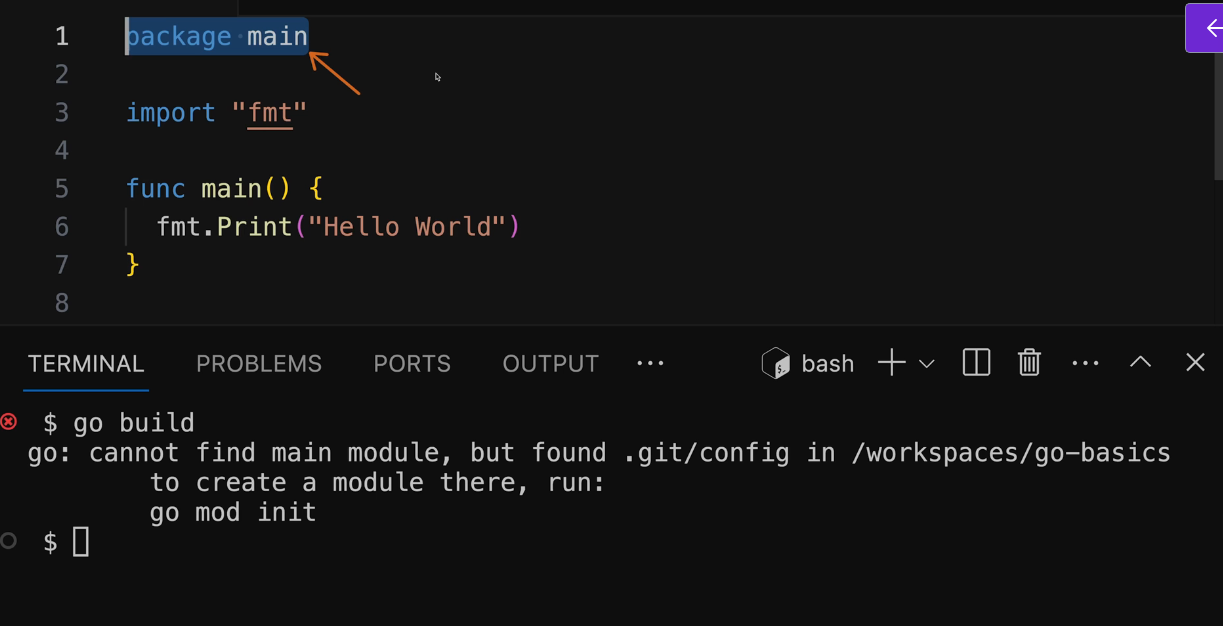 1 package main
2
3 import "fmt"
4
5 func main() {
6 fmt.Print("Hello World")
7 }
8
TERMINAL PROBLEMS PORTS OUTPUT ··· bash
$ go build
go: cannot find main module, but found .git/config in /workspaces/go-basics
to create a module there, run:
go mod init
$